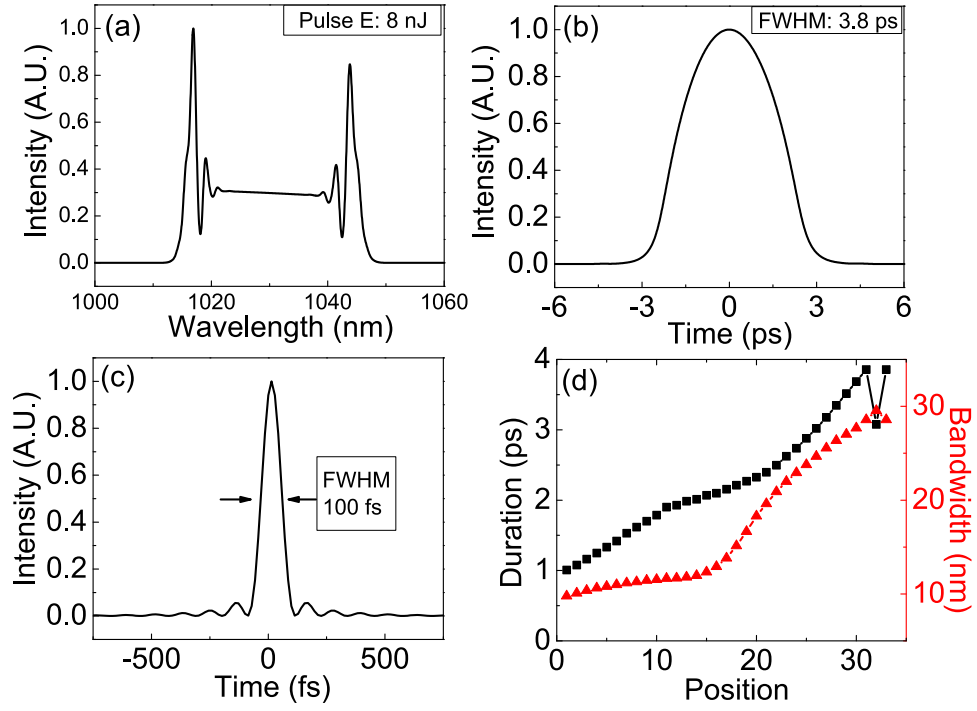 (a)
Pulse E: 8 nJ
Intensity (A.U.)
1.0
0.8
0.6
0.4
0.2
0.0
1000
1020
1040
1060
Wavelength (nm)
(b)
FWHM: 3.8 ps
Intensity (A.U.)
1.0
0.8
0.6
0.4
0.2
0.0
-6
-3
0
3
6
Time (ps)
(c)
Intensity (A.U.)
1.0
0.8
0.6
0.4
0.2
0.0
FWHM
100 fs
-500
0
500
Time (fs)
(d)
Duration (ps)
4
3
2
1
0
0
10
20
30
Position
30
20
10
Bandwidth (nm)